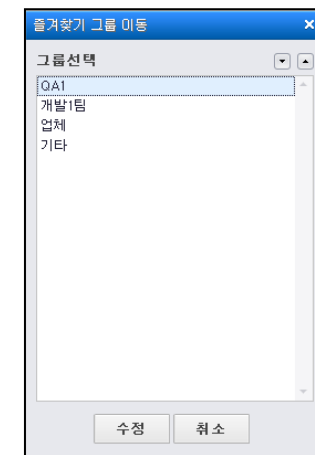 즐겨찾기 그룹 이동
그룹선택
QA1
개발1팀
업체
기타
수정 취소